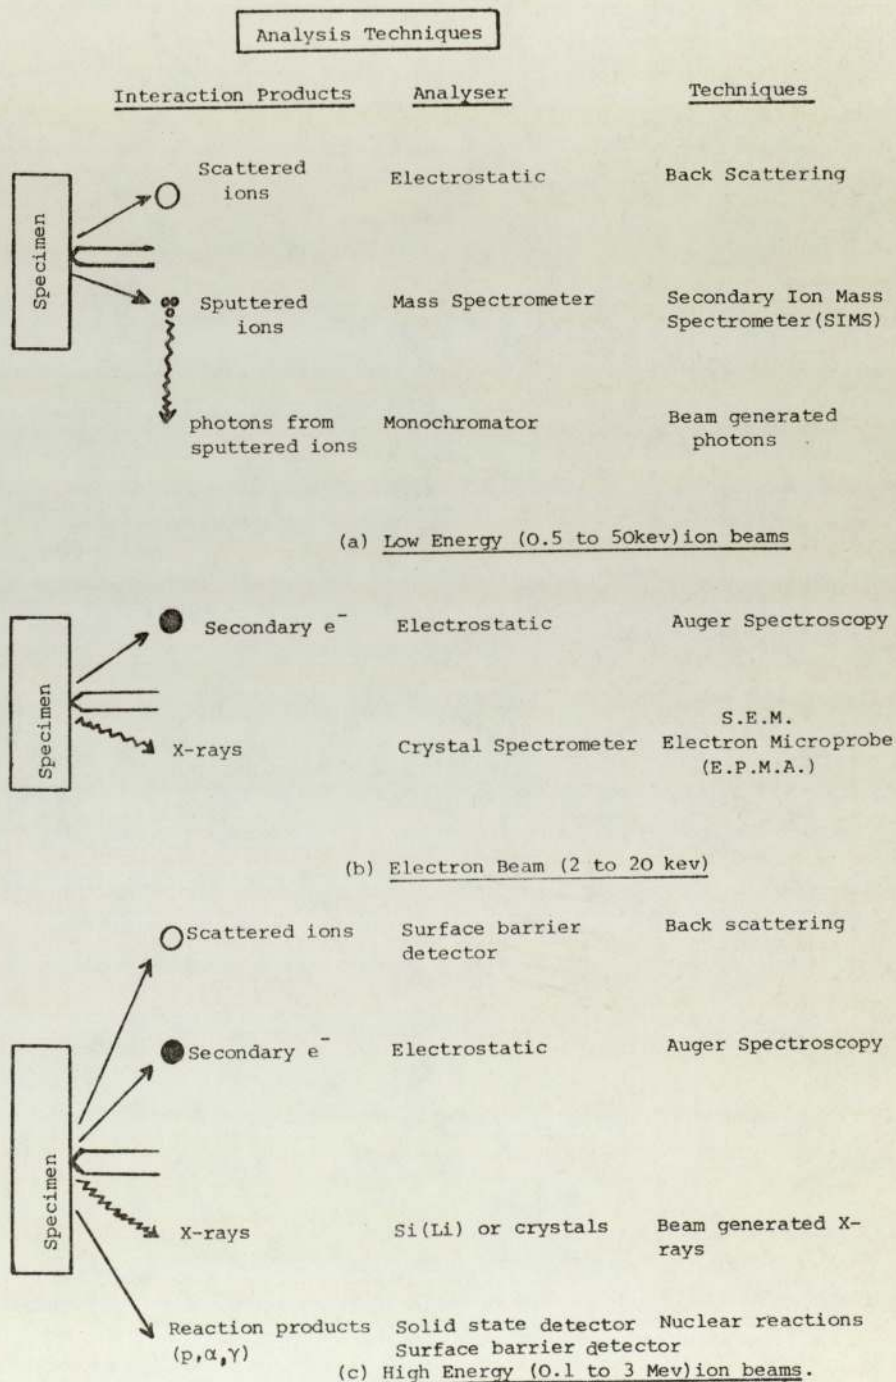 Analysis Techniques
Interaction Products Analyser Techniques
Specimen
Scattered Electrostatic Back Scattering
ions
Sputtered Mass Spectrometer Secondary Ion Mass
ions Spectrometer(SIMS)
photons from Monochromator Beam generated
sputtered ions photons
(a) Low Energy (0.5 to 50kev)ion beams
Specimen
Secondary e⁻ Electrostatic Auger Spectroscopy
S.E.M.
X-rays Crystal Spectrometer Electron Microprobe
(E.P.M.A.)
(b) Electron Beam (2 to 20 kev)
Specimen
Scattered ions Surface barrier Back scattering
detector
Secondary e⁻ Electrostatic Auger Spectroscopy
X-rays Si(Li) or crystals Beam generated X-
rays
Reaction products Solid state detector Nuclear reactions
(p,α,γ) Surface barrier detector
(c) High Energy (0.1 to 3 Mev)ion beams.